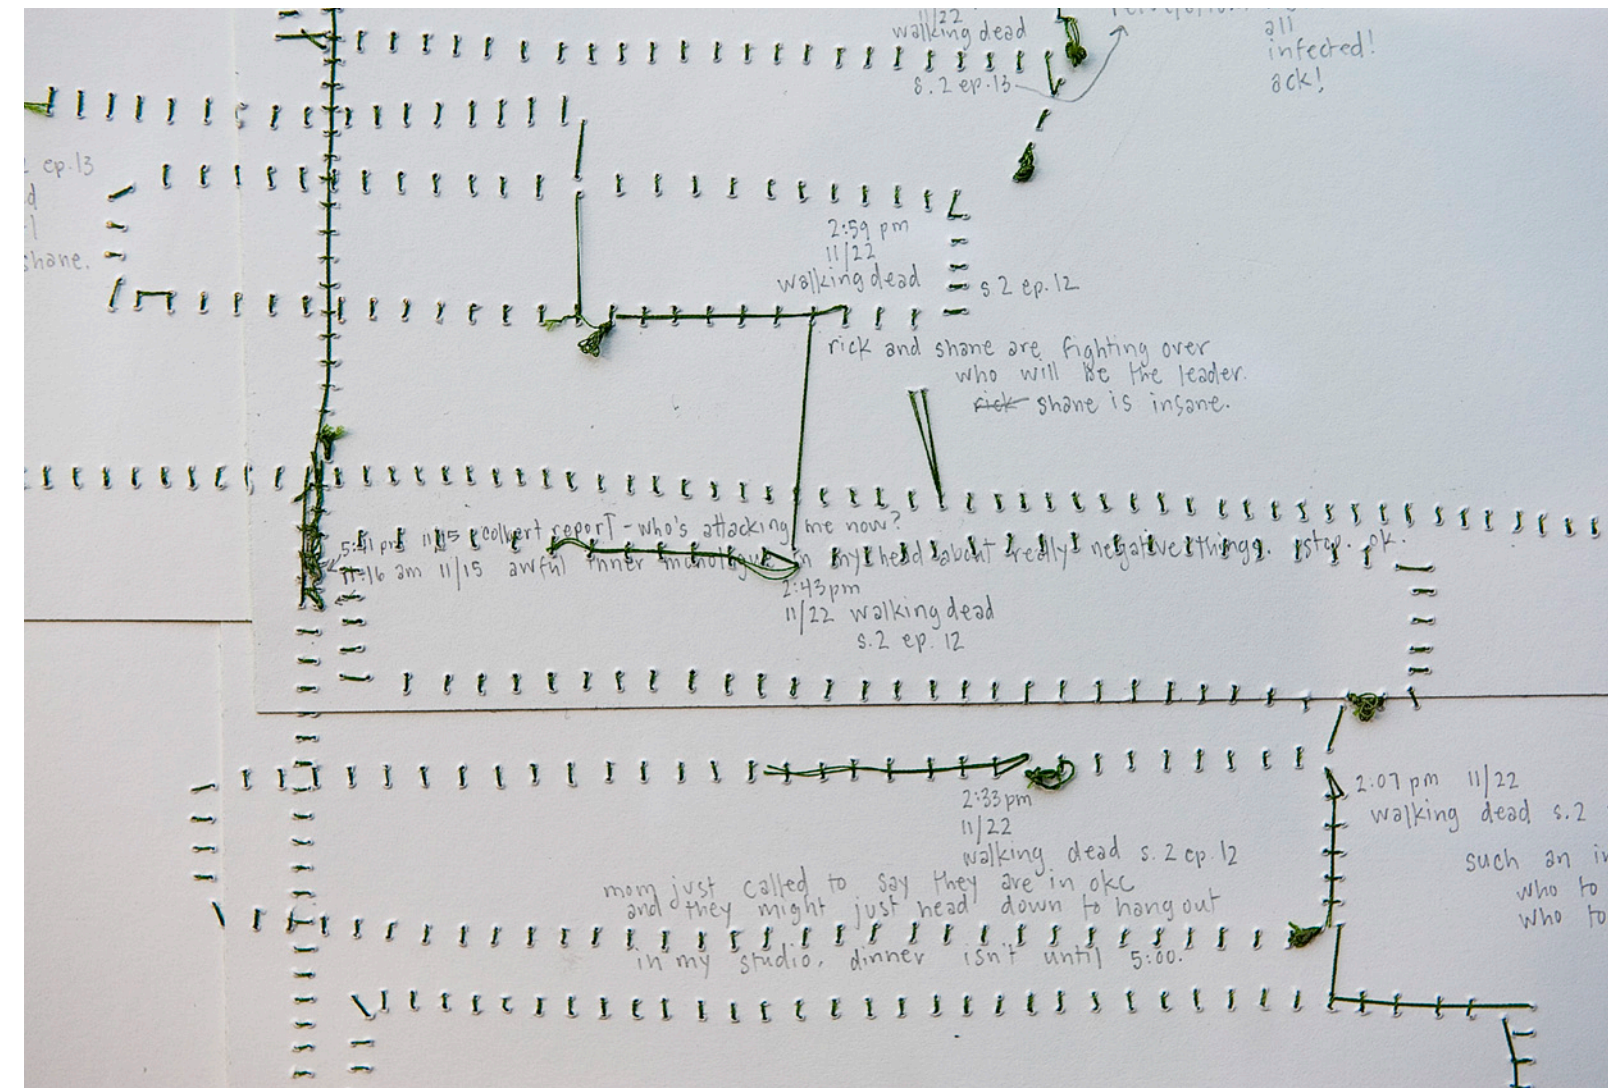 11/22
walking dead
s.2 ep.13
all
infected!
ack!
ep.13
shane.
2:59 pm
11/22
walking dead
s 2 ep. 12
rick and shane are fighting over
who will be the leader.
rick shane is insane.
5:41 pm 11/15 colbert report - who's attacking me now?
11:16 am 11/15 awful inner monologue in my head about really negative things. stop. ok.
2:43pm
11/22 walking dead
s.2 ep. 12
2:33pm
11/22
walking dead s. 2 ep. 12
mom just called to say they are in okc
and they might just head down to hang out
in my studio. dinner isn't until 5:00.
2:07 pm 11/22
walking dead s.2
such an
who to
who to